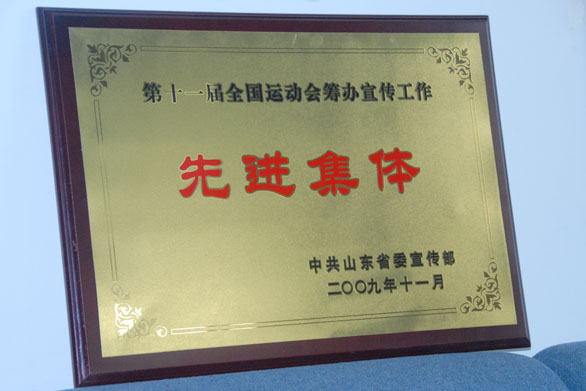 第十一届全国运动会筹办宣传工作
先进集体
中共山东省委宣传部
二〇〇九年十一月